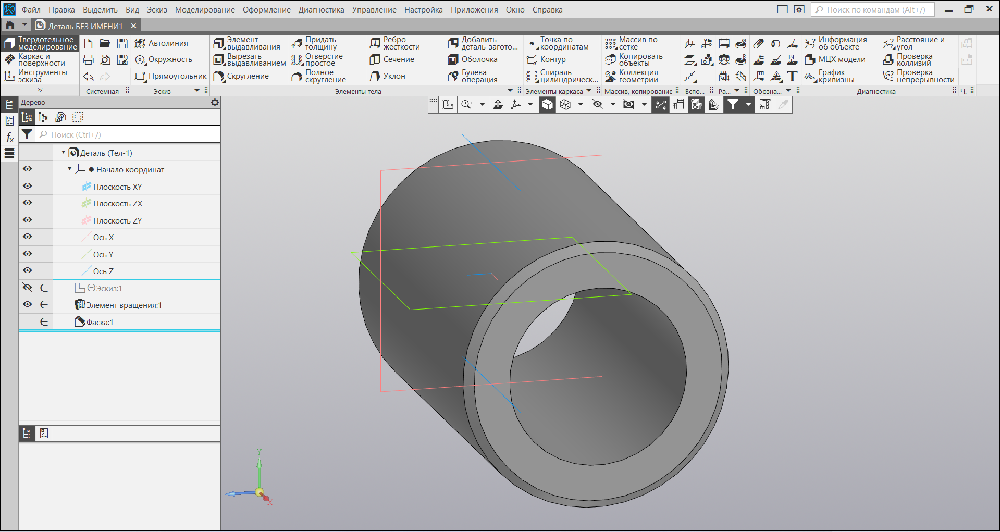 Файл Правка Выделить Вид Эскиз Моделирование Оформление Диагностика Управление Настройка Приложения Окно Справка Поиск по командам (Alt+/)
Деталь БЕЗ ИМЕНИ1
Твердотельное моделирование
Каркас и поверхности
Инструменты эскиза
Системная
Автолиния
Окружность
Прямоугольник
Эскиз
Элемент выдавливания
Вырезать выдавливанием
Скругление
Придать толщину
Отверстие простое
Полное скругление
Ребро жесткости
Сечение
Уклон
Добавить деталь-загото...
Оболочка
Булева операция
Элементы тела
Точка по координатам
Контур
Спираль цилиндрическ...
Элементы каркаса
Массив по сетке
Копировать объекты
Коллекция геометрии
Массив, копирование
Вспо...
Ра...
Обозна...
Информация об объекте
МЦХ модели
График кривизны
Расстояние и угол
Проверка коллизий
Проверка непрерывности
Диагностика
Ч.
Дерево
Поиск (Ctrl+/)
Деталь (Тел-1)
Начало координат
Плоскость XY
Плоскость ZX
Плоскость ZY
Ось X
Ось Y
Ось Z
(−)Эскиз:1
Элемент вращения:1
Фаска:1
Y
X